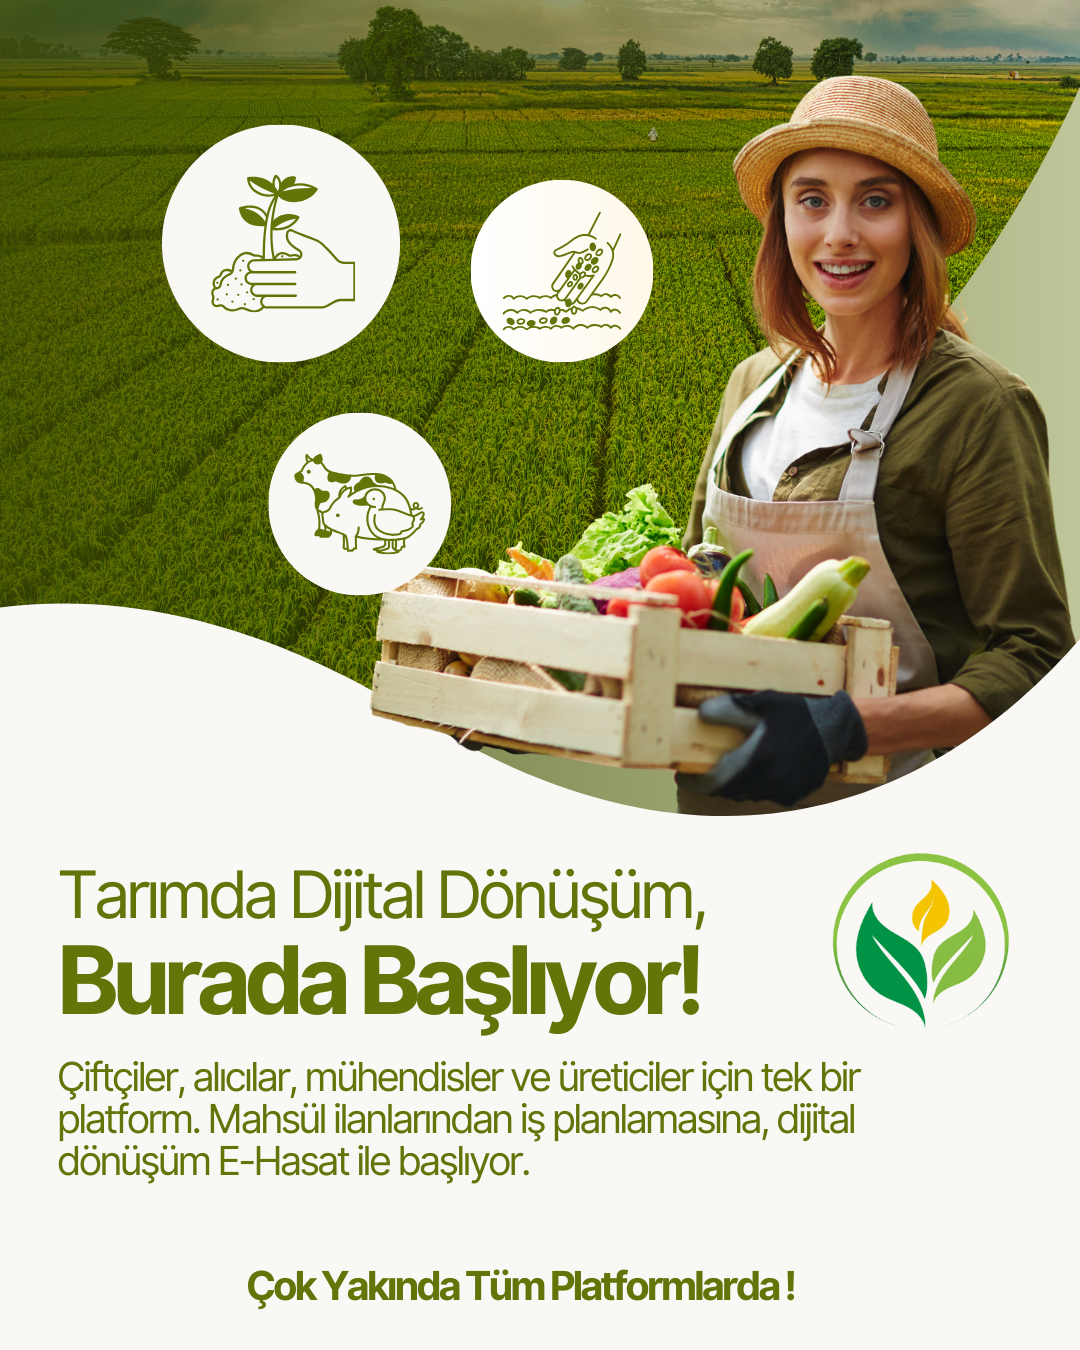 Tarımda Dijital Dönüşüm,
Burada Başlıyor!
Çiftçiler, alıcılar, mühendisler ve üreticiler için tek bir
platform. Mahsül ilanlarından iş planlamasına, dijital
dönüşüm E-Hasat ile başlıyor.
Çok Yakında Tüm Platformlarda !